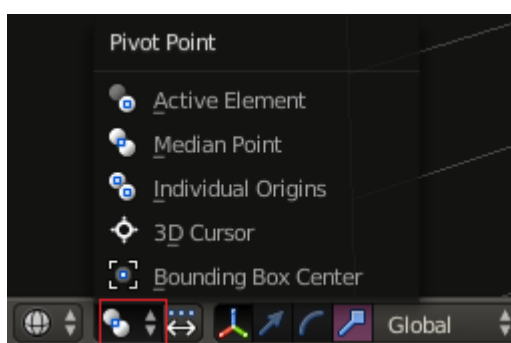 Pivot Point
Active Element
Median Point
Individual Origins
3D Cursor
Bounding Box Center
Global